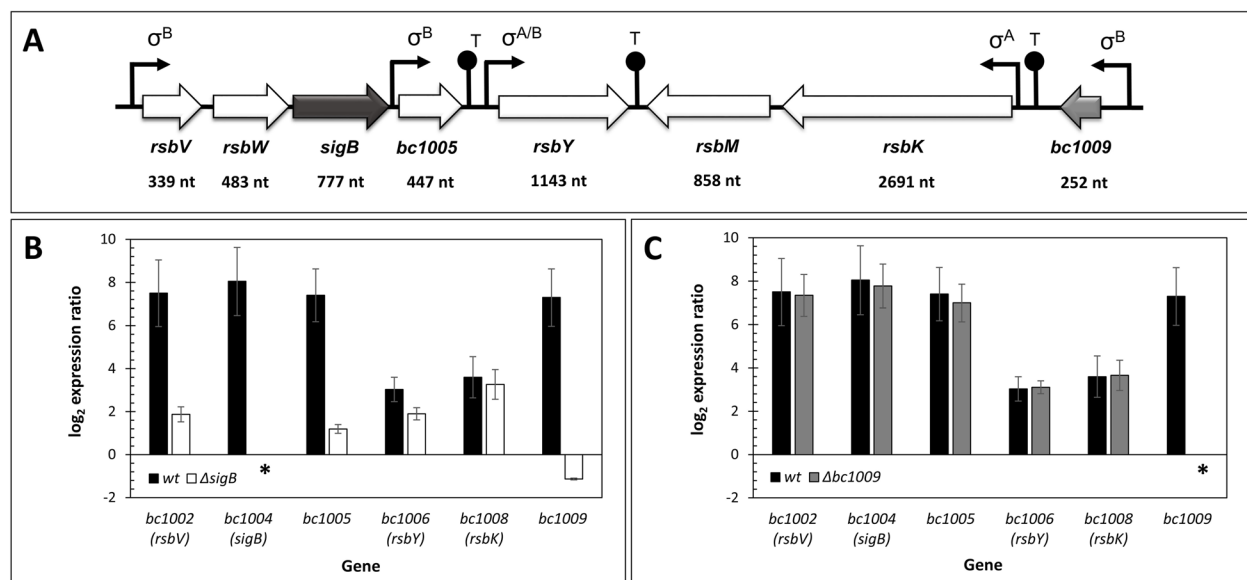 A
σB σB T σA/B T σA T σB
rsbV rsbW sigB bc1005 rsbY rsbM rsbK bc1009
339 nt 483 nt 777 nt 447 nt 1143 nt 858 nt 2691 nt 252 nt
B
log2 expression ratio
10
8
6
4
2
0
-2
wt ΔsigB
*
bc1002 bc1004 bc1005 bc1006 bc1008 bc1009
(rsbV) (sigB) (rsbY) (rsbK)
Gene
C
log2 expression ratio
10
8
6
4
2
0
-2
wt Δbc1009
*
bc1002 bc1004 bc1005 bc1006 bc1008 bc1009
(rsbV) (sigB) (rsbY) (rsbK)
Gene